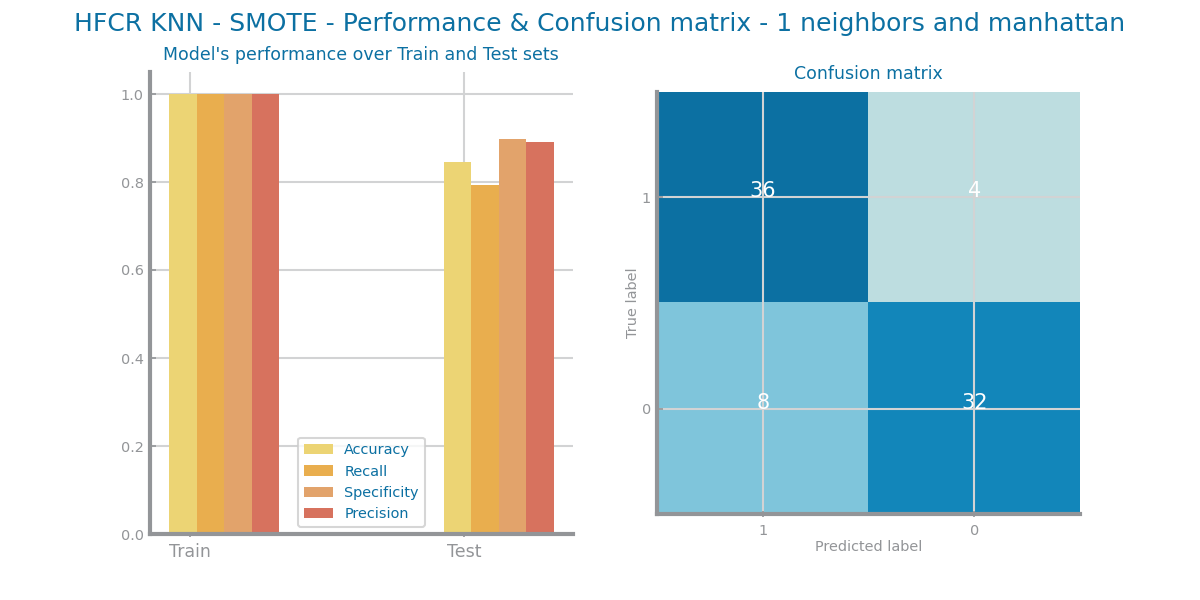 HFCR KNN - SMOTE - Performance & Confusion matrix - 1 neighbors and manhattan
Model's performance over Train and Test sets
1.0
0.8
0.6
0.4
0.2
0.0
Train
Test
Accuracy
Recall
Specificity
Precision
Confusion matrix
True label
1
0
36
4
8
32
1
0
Predicted label